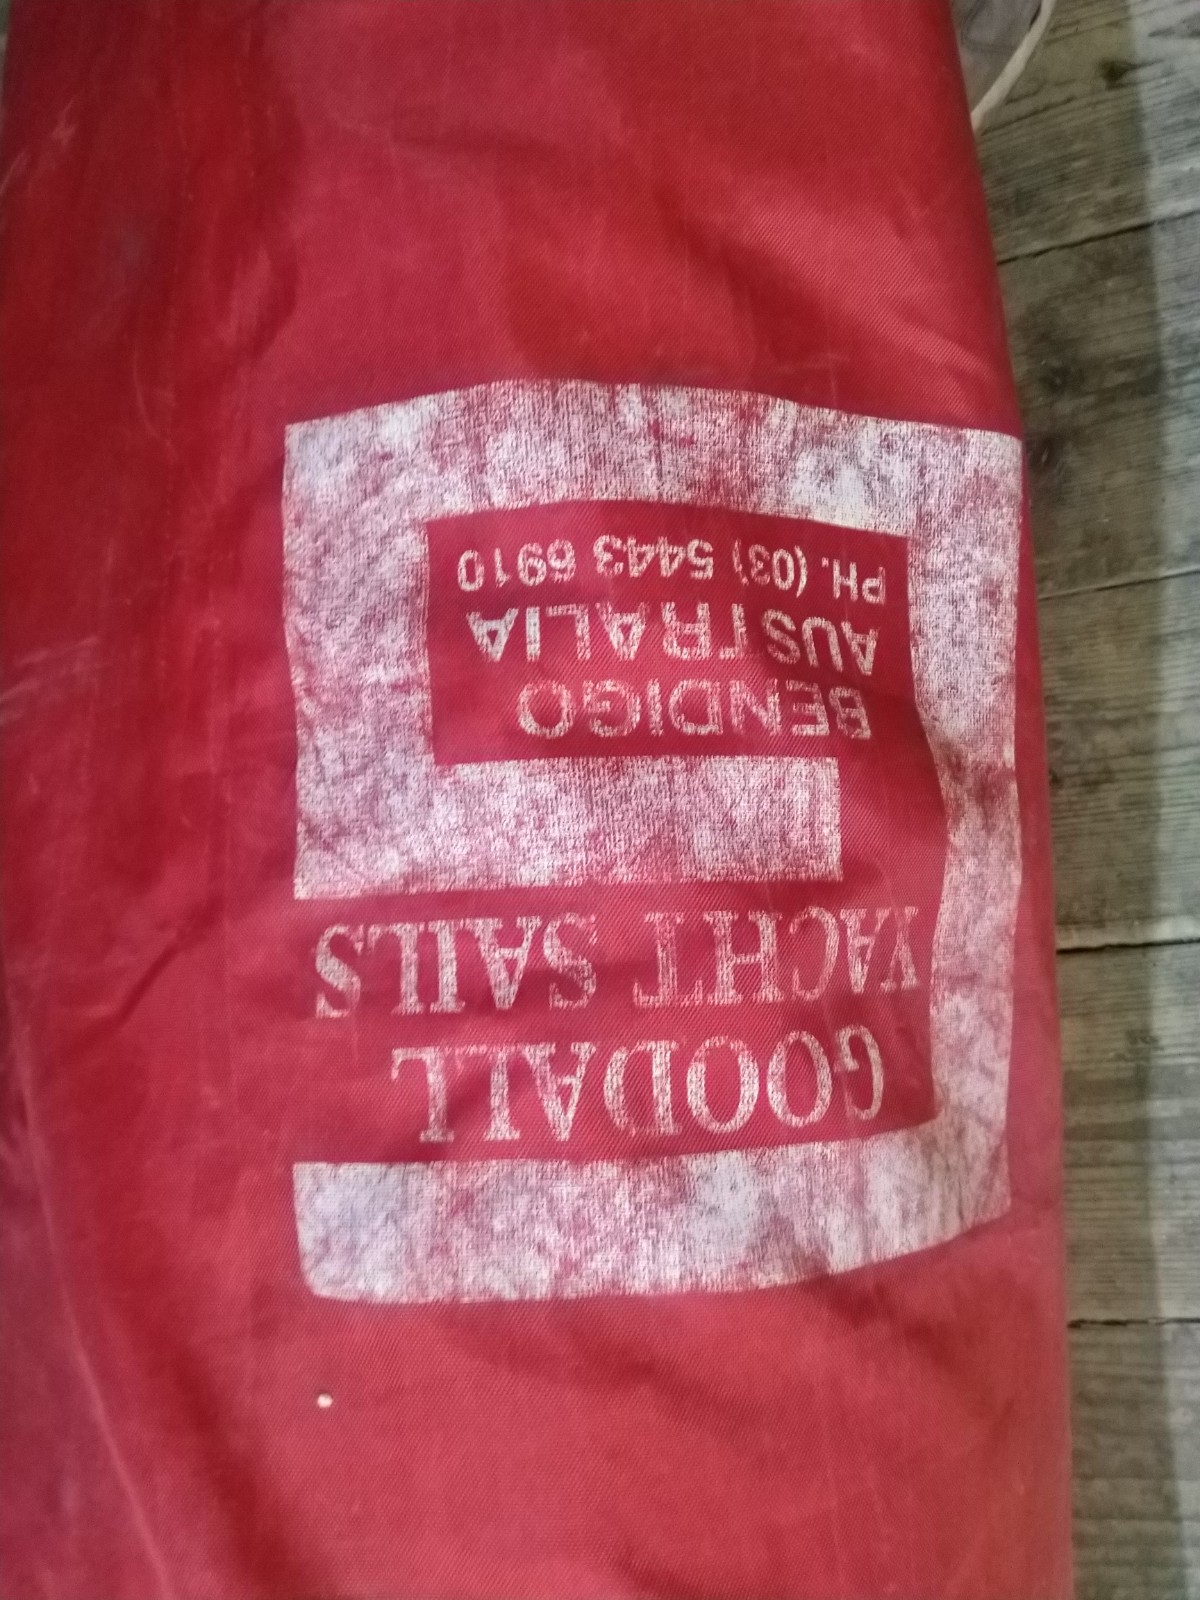 GOODALL
YACHT SAILS
BENDIGO
AUSTRALIA
PH. (03) 5443 6910